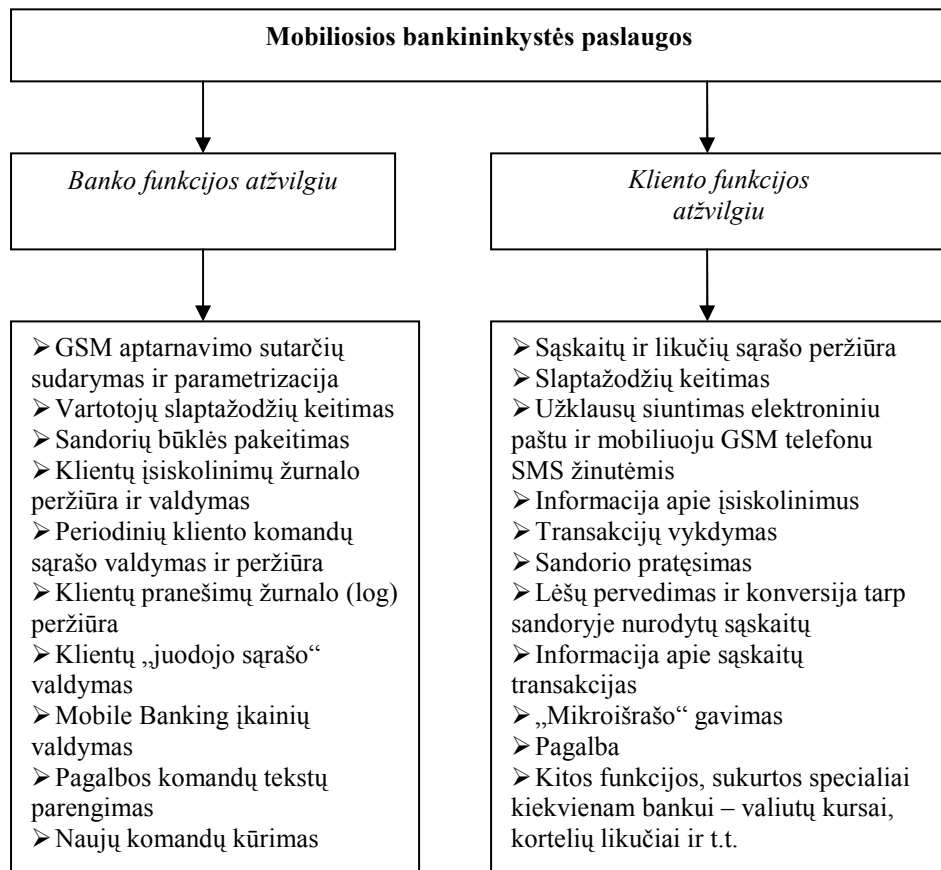 Mobiliosios bankininkystės paslaugos
Banko funkcijos atžvilgiu
Kliento funkcijos
atžvilgiu
➢ GSM aptarnavimo sutarčių
sudarymas ir parametrizacija
➢ Vartotojų slaptažodžių keitimas
➢ Sandorių būklės pakeitimas
➢ Klientų įsiskolinimų žurnalo
peržiūra ir valdymas
➢ Periodinių kliento komandų
sąrašo valdymas ir peržiūra
➢ Klientų pranešimų žurnalo (log)
peržiūra
➢ Klientų „juodojo sąrašo“
valdymas
➢ Mobile Banking įkainių
valdymas
➢ Pagalbos komandų tekstų
parengimas
➢ Naujų komandų kūrimas
➢ Sąskaitų ir likučių sąrašo peržiūra
➢ Slaptažodžių keitimas
➢ Užklausų siuntimas elektroniniu
paštu ir mobiliuoju GSM telefonu
SMS žinutėmis
➢ Informacija apie įsiskolinimus
➢ Transakcijų vykdymas
➢ Sandorio pratęsimas
➢ Lėšų pervedimas ir konversija tarp
sandoryje nurodytų sąskaitų
➢ Informacija apie sąskaitų
transakcijas
➢ „Mikroišrašo“ gavimas
➢ Pagalba
➢ Kitos funkcijos, sukurtos specialiai
kiekvienam bankui – valiutų kursai,
kortelių likučiai ir t.t.